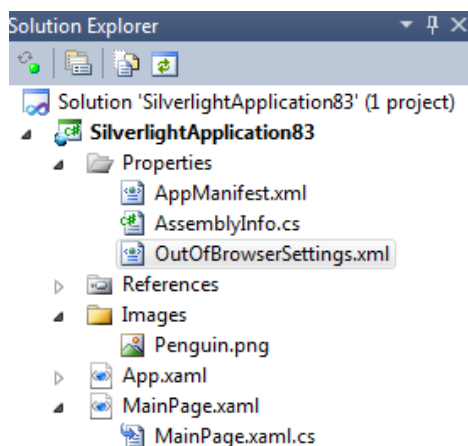 Solution Explorer
Solution 'SilverlightApplication83' (1 project)
SilverlightApplication83
Properties
AppManifest.xml
AssemblyInfo.cs
OutOfBrowserSettings.xml
References
Images
Penguin.png
App.xaml
MainPage.xaml
MainPage.xaml.cs